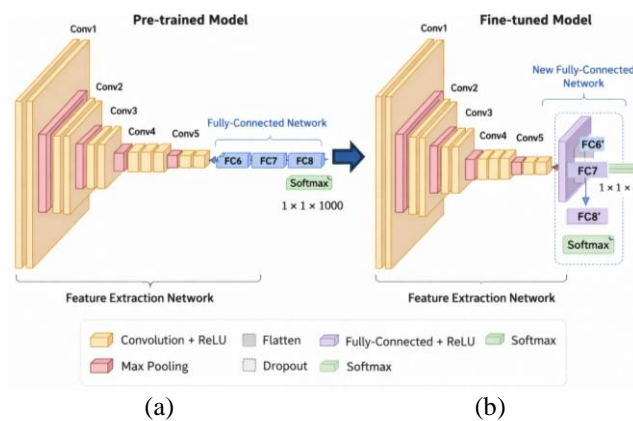 Pre-trained Model
Conv1
Conv2
Conv3
Conv4
Conv5
Fully-Connected Network
FC6
FC7
FC8
Softmax
1 × 1 × 1000
Feature Extraction Network
Fine-tuned Model
Conv1
Conv2
Conv3
Conv4
Conv5
New Fully-Connected
Network
FC6'
FC7
1 × 1 ×
FC8'
Softmax
Feature Extraction Network
Convolution + ReLU
Flatten
Fully-Connected + ReLU
Softmax
Max Pooling
Dropout
Softmax
(a)
(b)